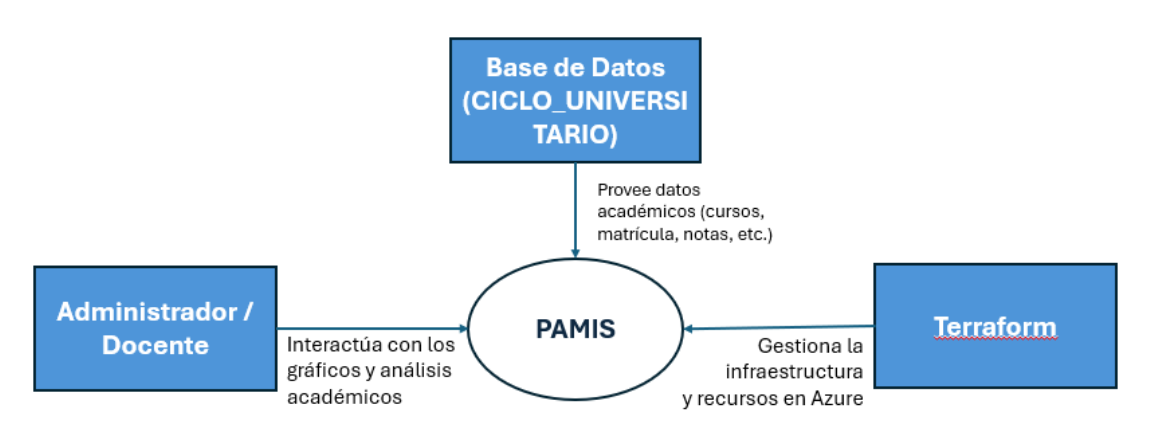 Base de Datos
(CICLO_UNIVERSI
TARIO)
Provee datos
académicos (cursos,
matrícula, notas, etc.)
Administrador /
Docente
Interactúa con los
gráficos y análisis
académicos
PAMIS
Terraform
Gestiona la
infraestructura
y recursos en Azure